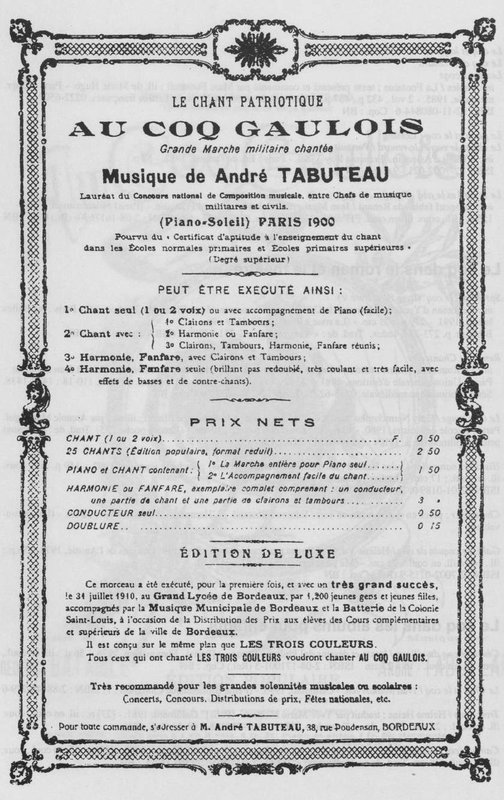 LE CHANT PATRIOTIQUE
AU COQ GAULOIS
Grande Marche militaire chantée
Musique de André TABUTEAU
Lauréat du Concours national de Composition musicale, entre Chefs de musique
militaires et civils.
(Piano-Soleil) PARIS 1900
Pourvu du « Certificat d'aptitude à l'enseignement du chant
dans les Écoles normales primaires et Ecoles primaires supérieures »
(Degré supérieur)
PEUT ÊTRE EXÉCUTÉ AINSI :
1º Chant seul (1 ou 2 voix) ou avec accompagnement de Piano (facile);
2º Chant avec :
1º Clairons et Tambours;
2º Harmonie ou Fanfare;
3º Clairons, Tambours, Harmonie, Fanfare réunis;
3º Harmonie, Fanfare, avec Clairons et Tambours;
4º Harmonie, Fanfare seule (brillant pas redoublé, très coulant et très facile, avec
effets de basses et de contre-chants).
PRIX NETS
CHANT (1 ou 2 voix)........ F. 0 50
25 CHANTS (Édition populaire, format réduit)........ 2 50
PIANO et CHANT contenant : 1º La Marche entière pour Piano seul........
2º L'Accompagnement facile du chant........ 1 50
HARMONIE ou FANFARE, exemplaire complet comprenant : un conducteur,
une partie de chant et une partie de clairons et tambours........ 3 »
CONDUCTEUR seul........ 0 50
DOUBLURE........ 0 15
ÉDITION DE LUXE
Ce morceau a été exécuté, pour la première fois, et avec un très grand succès,
le 31 juillet 1910, au Grand Lycée de Bordeaux, par 1,200 jeunes gens et jeunes filles,
accompagnés par la Musique Municipale de Bordeaux et la Batterie de la Colonie
Saint-Louis, à l'occasion de la Distribution des Prix aux élèves des Cours complémentaires
et supérieurs de la ville de Bordeaux.
Il est conçu sur le même plan que LES TROIS COULEURS.
Tous ceux qui ont chanté LES TROIS COULEURS voudront chanter AU COQ GAULOIS.
Très recommandé pour les grandes solennités musicales ou scolaires :
Concerts, Concours, Distributions de prix, Fêtes nationales, etc.
Pour toute commande, s'adresser à M. André TABUTEAU, 38, rue Poudensan, BORDEAUX